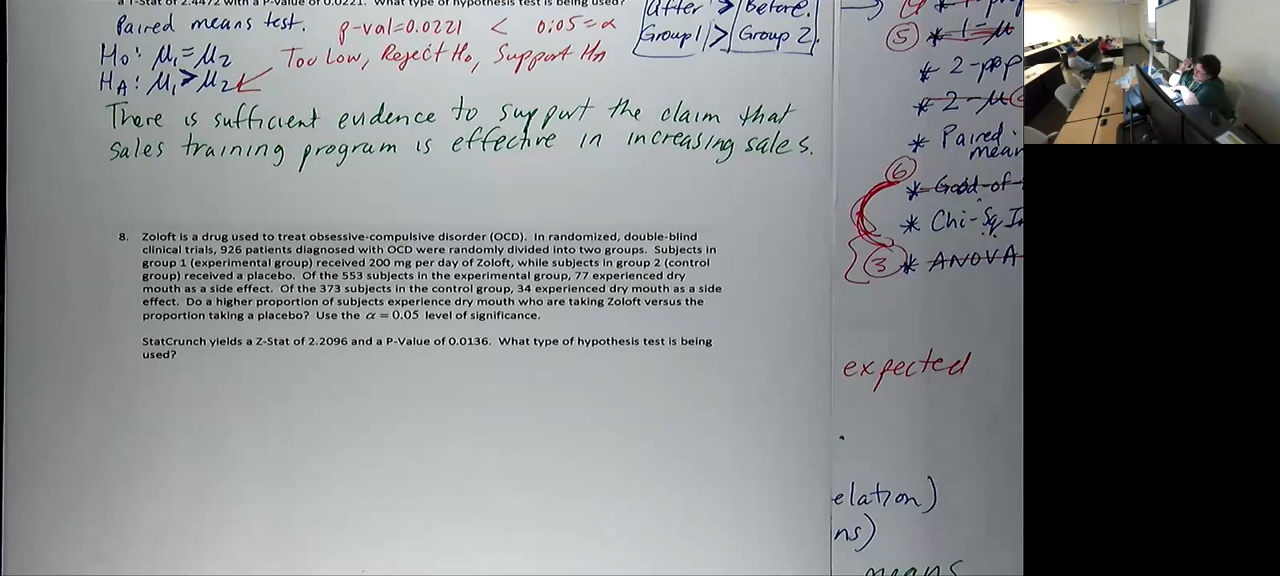 a T-Stat of 2.4472 with a P-Value of 0.0221. What type of hypothesis test is being used?
Paired means test. p-val=0.0221 < 0.05=α
H0: μ1=μ2 Too Low, Reject H0, Support HA
HA: μ1>μ2
There is sufficient evidence to support the claim that
sales training program is effective in increasing sales.
After > Before.
Group 1 > Group 2.
8. Zoloft is a drug used to treat obsessive-compulsive disorder (OCD). In randomized, double-blind
clinical trials, 926 patients diagnosed with OCD were randomly divided into two groups. Subjects in
group 1 (experimental group) received 200 mg per day of Zoloft, while subjects in group 2 (control
group) received a placebo. Of the 553 subjects in the experimental group, 77 experienced dry
mouth as a side effect. Of the 373 subjects in the control group, 34 experienced dry mouth as a side
effect. Do a higher proportion of subjects experience dry mouth who are taking Zoloft versus the
proportion taking a placebo? Use the α = 0.05 level of significance.
StatCrunch yields a Z-Stat of 2.2096 and a P-Value of 0.0136. What type of hypothesis test is being
used?
5 * 1-μ
* 2-pop
* 2-μ
* Paired
mean
6
* Good-of-
* Chi-Sq I
3 * ANOVA
expected
elation)
ns)
means